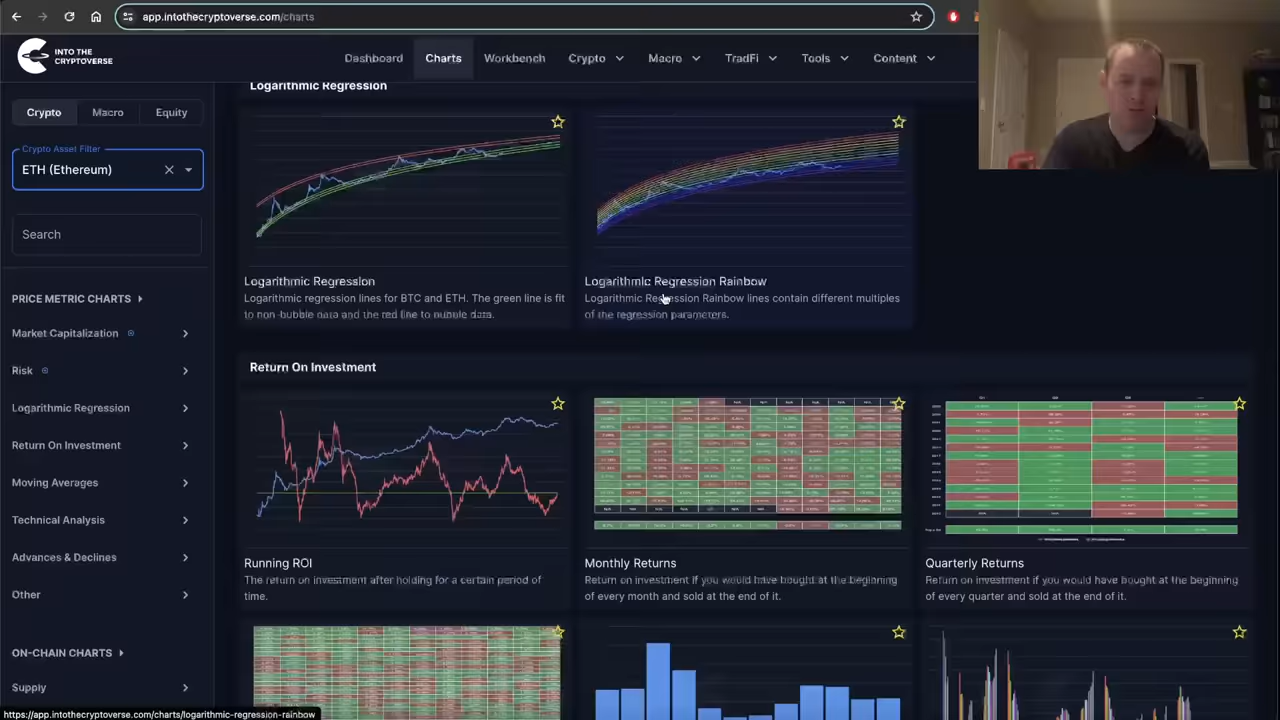 app.intothecryptoverse.com/charts
INTO THE
CRYPTOVERSE
Dashboard
Charts
Workbench
Crypto
Macro
TradFi
Tools
Content
Crypto
Macro
Equity
Crypto Asset Filter
ETH (Ethereum)
Search
PRICE METRIC CHARTS
Market Capitalization
Risk
Logarithmic Regression
Return On Investment
Moving Averages
Technical Analysis
Advances & Declines
Other
ON-CHAIN CHARTS
Supply
Logarithmic Regression
Logarithmic Regression
Logarithmic regression lines for BTC and ETH. The green line is fit
to non-bubble data and the red line to bubble data.
Logarithmic Regression Rainbow
Logarithmic Regression Rainbow lines contain different multiples
of the regression parameters.
Return On Investment
Running ROI
The return on investment after holding for a certain period of
time.
Monthly Returns
Return on investment if you would have bought at the beginning
of every month and sold at the end of it.
Quarterly Returns
Return on investment if you would have bought at the beginning
of every quarter and sold at the end of it.
https://app.intothecryptoverse.com/charts/logarithmic-regression-rainbow